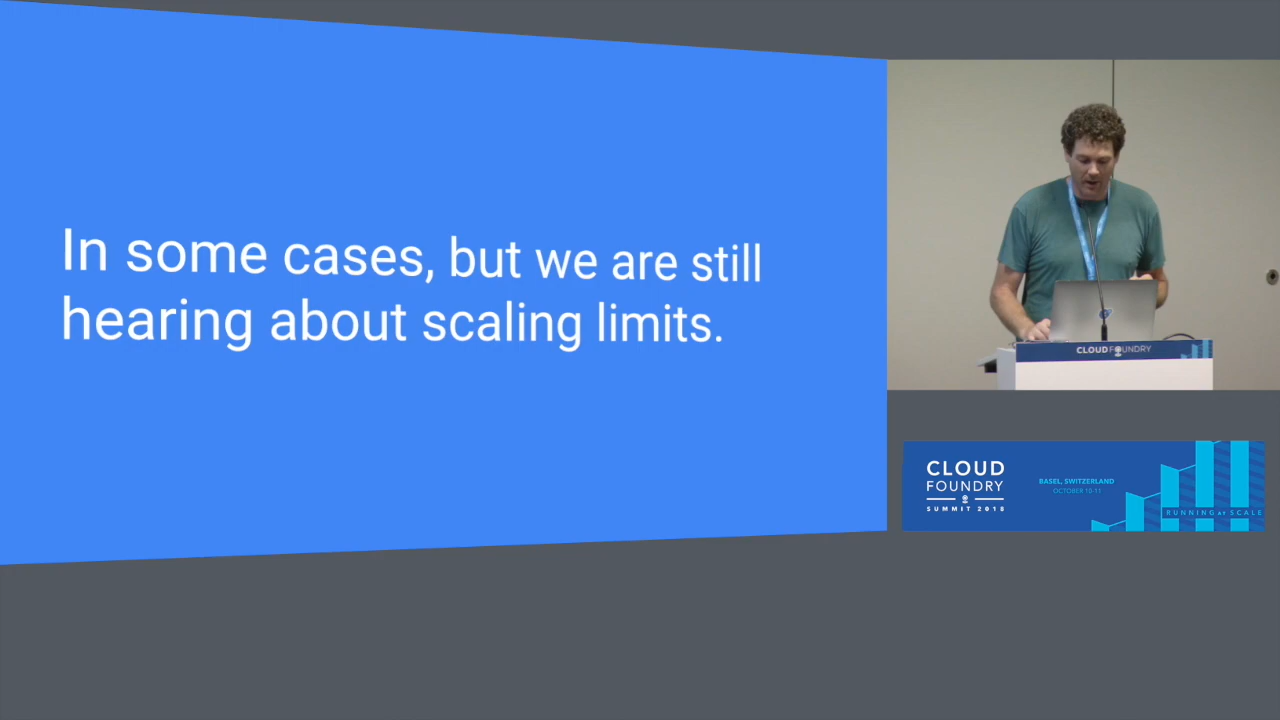 In some cases, but we are still
hearing about scaling limits.
CLOUD FOUNDRY
CLOUD
FOUNDRY
SUMMIT 2018
BASEL, SWITZERLAND
OCTOBER 10-11
RUNNING at SCALE